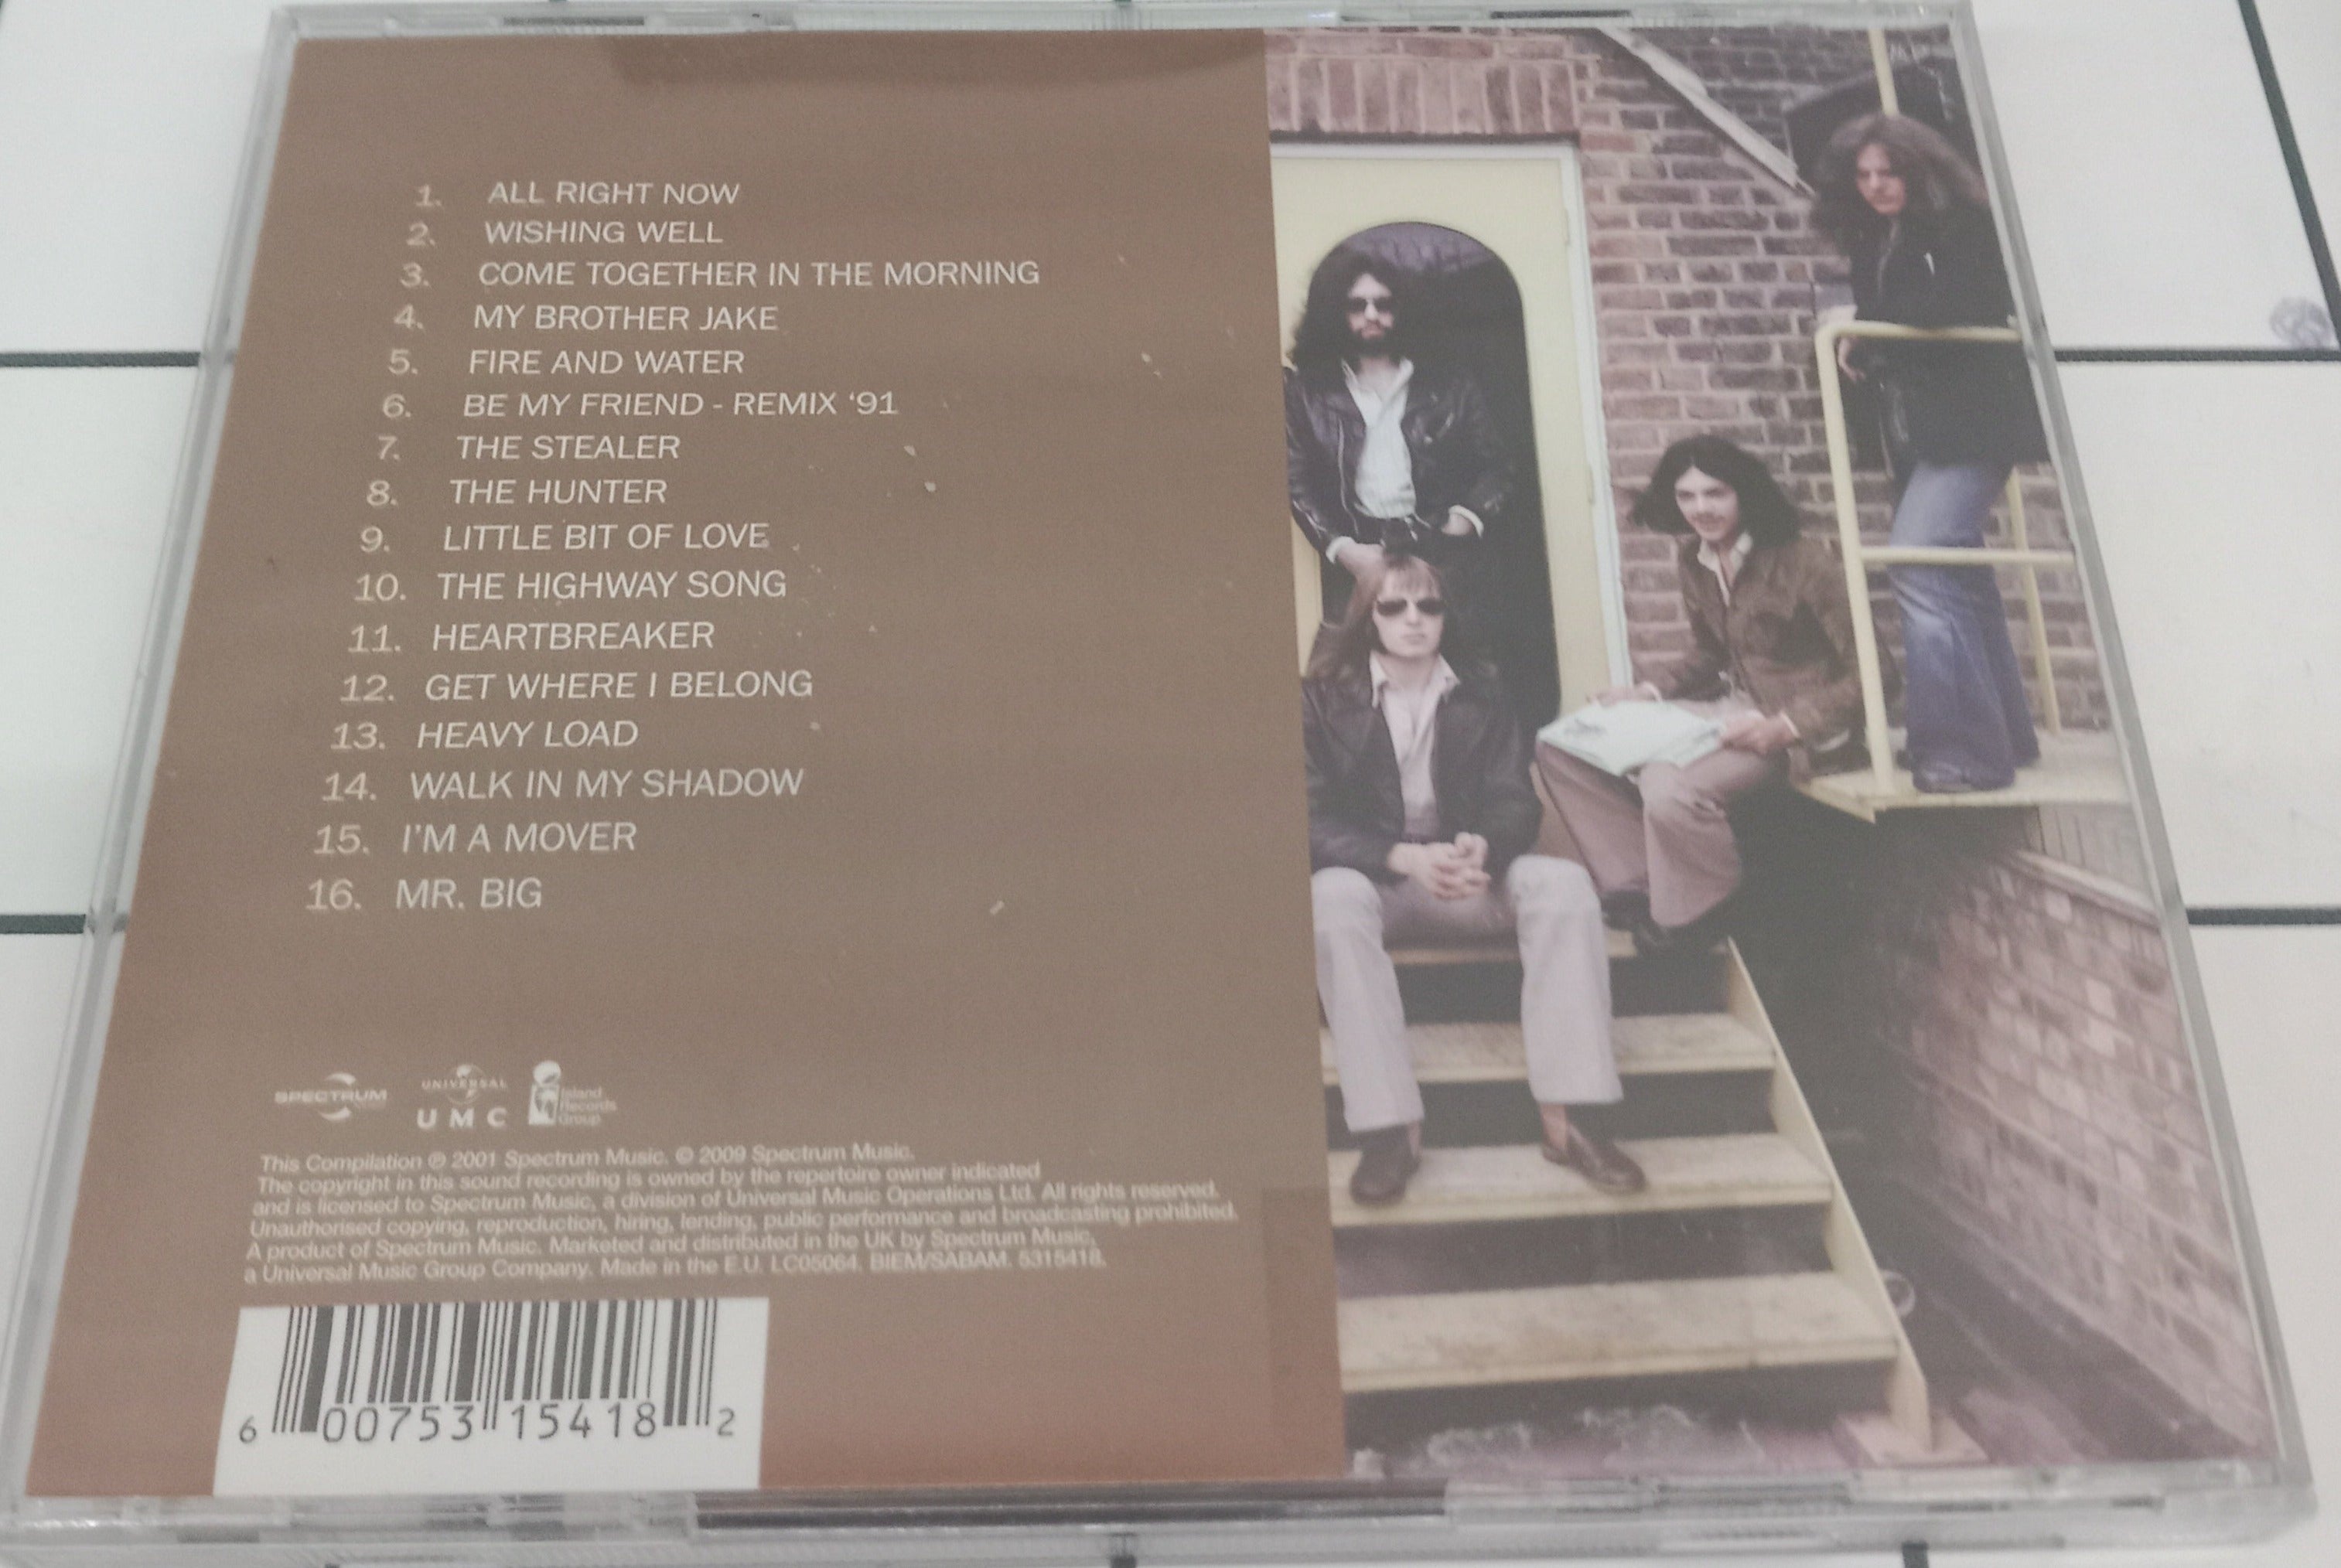 1. ALL RIGHT NOW
2. WISHING WELL
3. COME TOGETHER IN THE MORNING
4. MY BROTHER JAKE
5. FIRE AND WATER
6. BE MY FRIEND - REMIX ‘91
7. THE STEALER
8. THE HUNTER
9. LITTLE BIT OF LOVE
10. THE HIGHWAY SONG
11. HEARTBREAKER
12. GET WHERE I BELONG
13. HEAVY LOAD
14. WALK IN MY SHADOW
15. I’M A MOVER
16. MR. BIG
SPECTRUM
UNIVERSAL
UMC
Island
Records
Group
This Compilation ℗ 2001 Spectrum Music. © 2009 Spectrum Music.
The copyright in this sound recording is owned by the repertoire owner indicated
and is licensed to Spectrum Music, a division of Universal Music Operations Ltd. All rights reserved.
Unauthorised copying, reproduction, hiring, lending, public performance and broadcasting prohibited.
A product of Spectrum Music. Marketed and distributed in the UK by Spectrum Music,
a Universal Music Group Company. Made in the E.U. LC05064. BIEM/SABAM. 5315418.
6 00753 15418 2